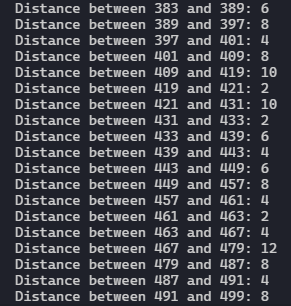 Distance between 383 and 389: 6
Distance between 389 and 397: 8
Distance between 397 and 401: 4
Distance between 401 and 409: 8
Distance between 409 and 419: 10
Distance between 419 and 421: 2
Distance between 421 and 431: 10
Distance between 431 and 433: 2
Distance between 433 and 439: 6
Distance between 439 and 443: 4
Distance between 443 and 449: 6
Distance between 449 and 457: 8
Distance between 457 and 461: 4
Distance between 461 and 463: 2
Distance between 463 and 467: 4
Distance between 467 and 479: 12
Distance between 479 and 487: 8
Distance between 487 and 491: 4
Distance between 491 and 499: 8